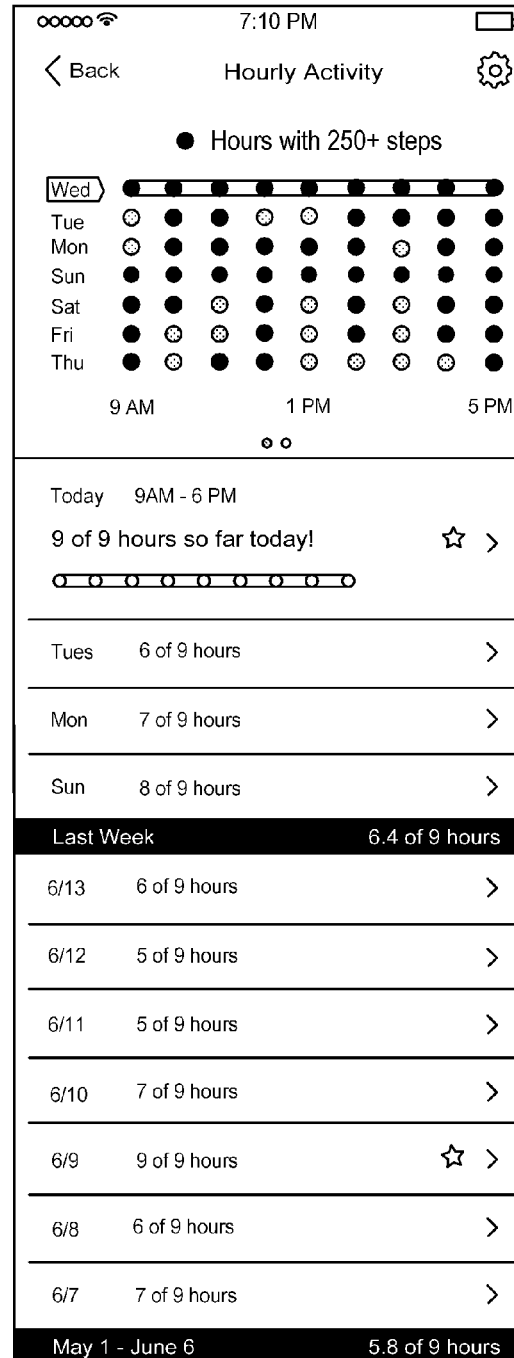 7:10 PM
Back Hourly Activity
Hours with 250+ steps
Wed
Tue
Mon
Sun
Sat
Fri
Thu
9 AM 1 PM 5 PM
Today 9AM - 6 PM
9 of 9 hours so far today!
Tues 6 of 9 hours
Mon 7 of 9 hours
Sun 8 of 9 hours
Last Week 6.4 of 9 hours
6/13 6 of 9 hours
6/12 5 of 9 hours
6/11 5 of 9 hours
6/10 7 of 9 hours
6/9 9 of 9 hours
6/8 6 of 9 hours
6/7 7 of 9 hours
May 1 - June 6 5.8 of 9 hours